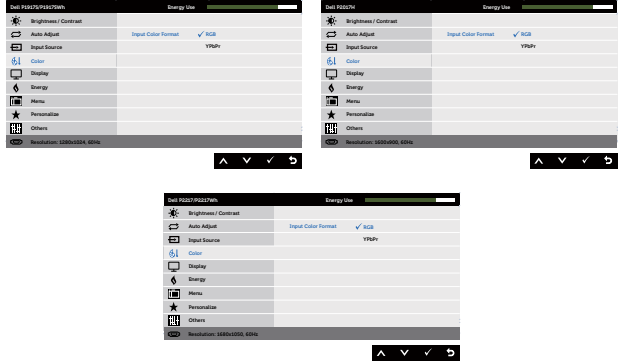 Dell P1917S/P1917SWh Energy Use
Brightness / Contrast
Auto Adjust Input Color Format ✓ RGB
Input Source YPbPr
Color
Display
Energy
Menu
Personalize
Others
Resolution: 1280x1024, 60Hz
Dell P2017H Energy Use
Brightness / Contrast
Auto Adjust Input Color Format ✓ RGB
Input Source YPbPr
Color
Display
Energy
Menu
Personalize
Others
Resolution: 1600x900, 60Hz
Dell P2217/P2217Wh Energy Use
Brightness / Contrast
Auto Adjust Input Color Format ✓ RGB
Input Source YPbPr
Color
Display
Energy
Menu
Personalize
Others
Resolution: 1680x1050, 60Hz